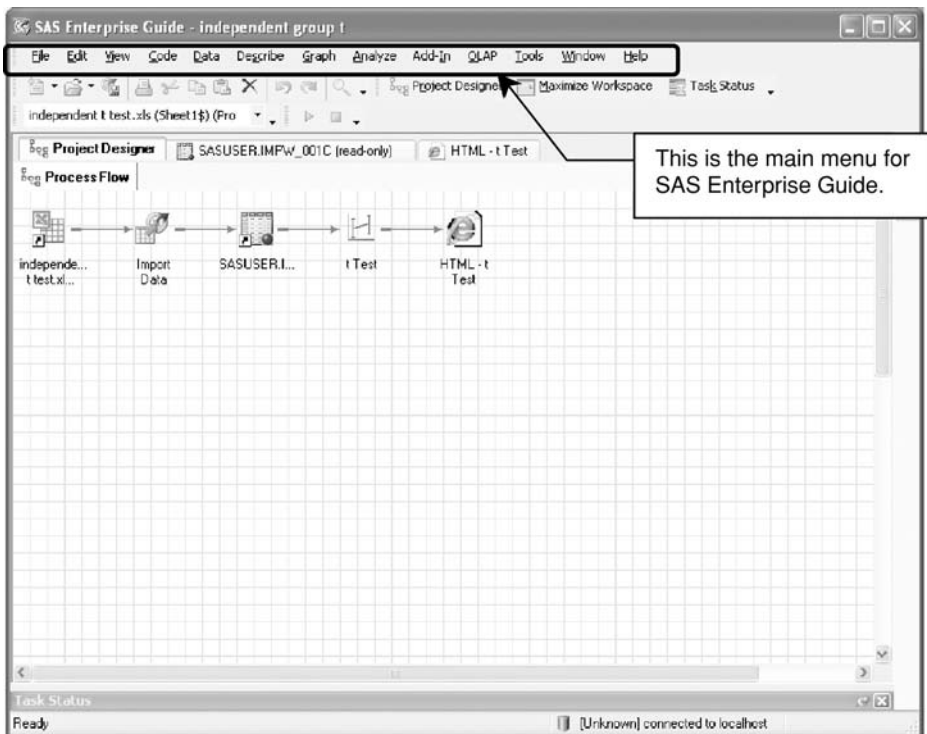 SAS Enterprise Guide - independent group t
File Edit View Code Data Describe Graph Analyze Add-In OLAP Tools Window Help
Project Designer Maximize Workspace Task Status
independent t test.xls (Sheet1$) (Pro
Project Designer SASUSER.IMPW_001C (read-only) HTML - t Test
This is the main menu for
SAS Enterprise Guide.
Process Flow
independe... Import SASUSER.I... t Test HTML - t
t test.xl... Data Test
Task Status
Ready [Unknown] connected to localhost